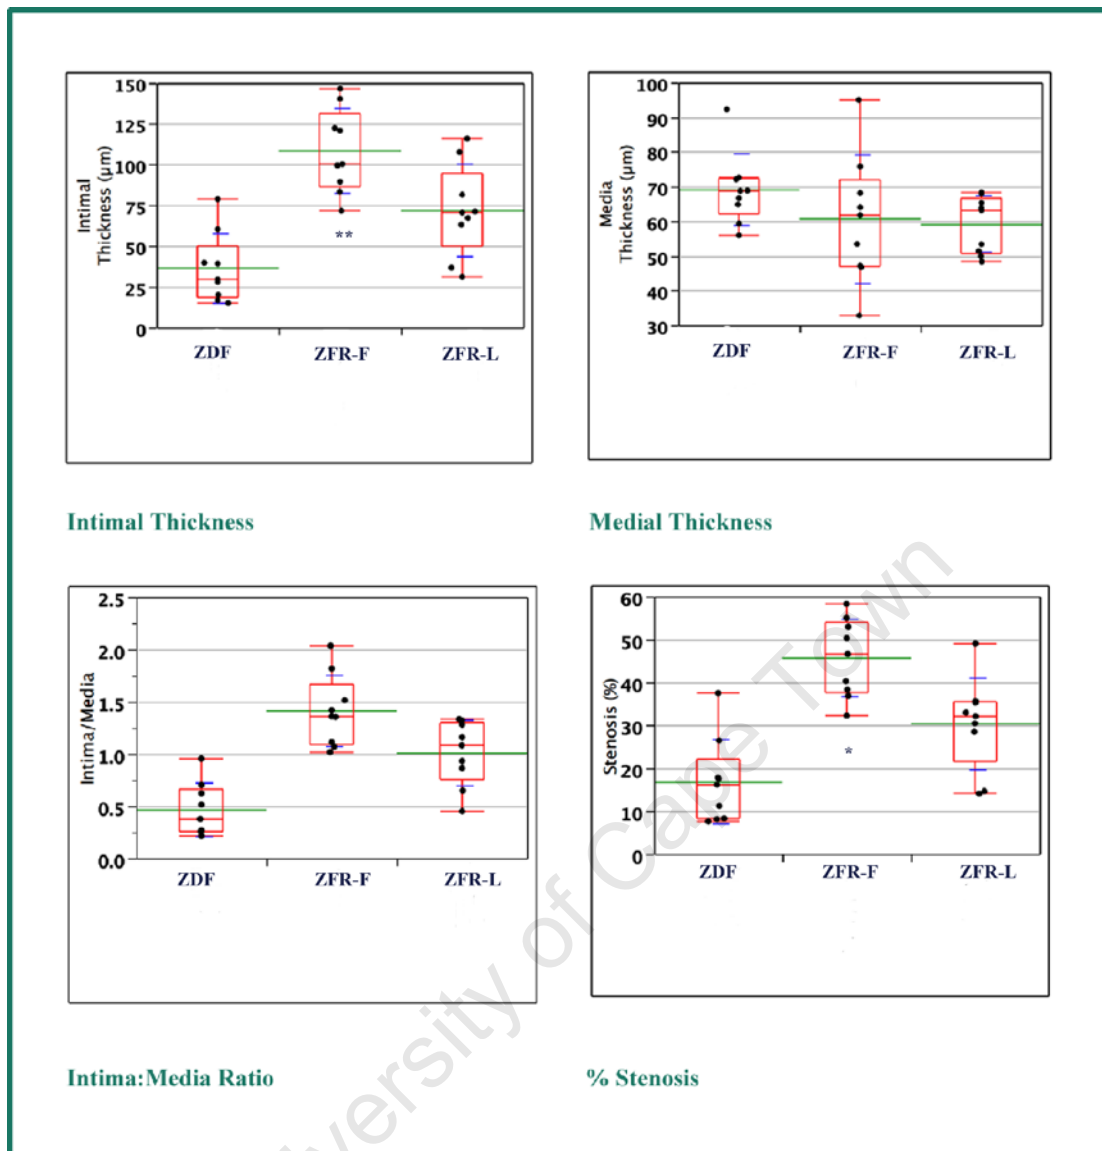 150
125
100
75
50
25
0
Intimal
Thickness (µm)
ZDF
ZFR-F
ZFR-L
**
Intimal Thickness
100
90
80
70
60
50
40
30
Media
Thickness (µm)
ZDF
ZFR-F
ZFR-L
Medial Thickness
2.5
2.0
1.5
1.0
0.5
0.0
Intima/Media
ZDF
ZFR-F
ZFR-L
Intima:Media Ratio
60
50
40
30
20
10
0
Stenosis (%)
ZDF
ZFR-F
ZFR-L
*
% Stenosis
versity of Cape Town